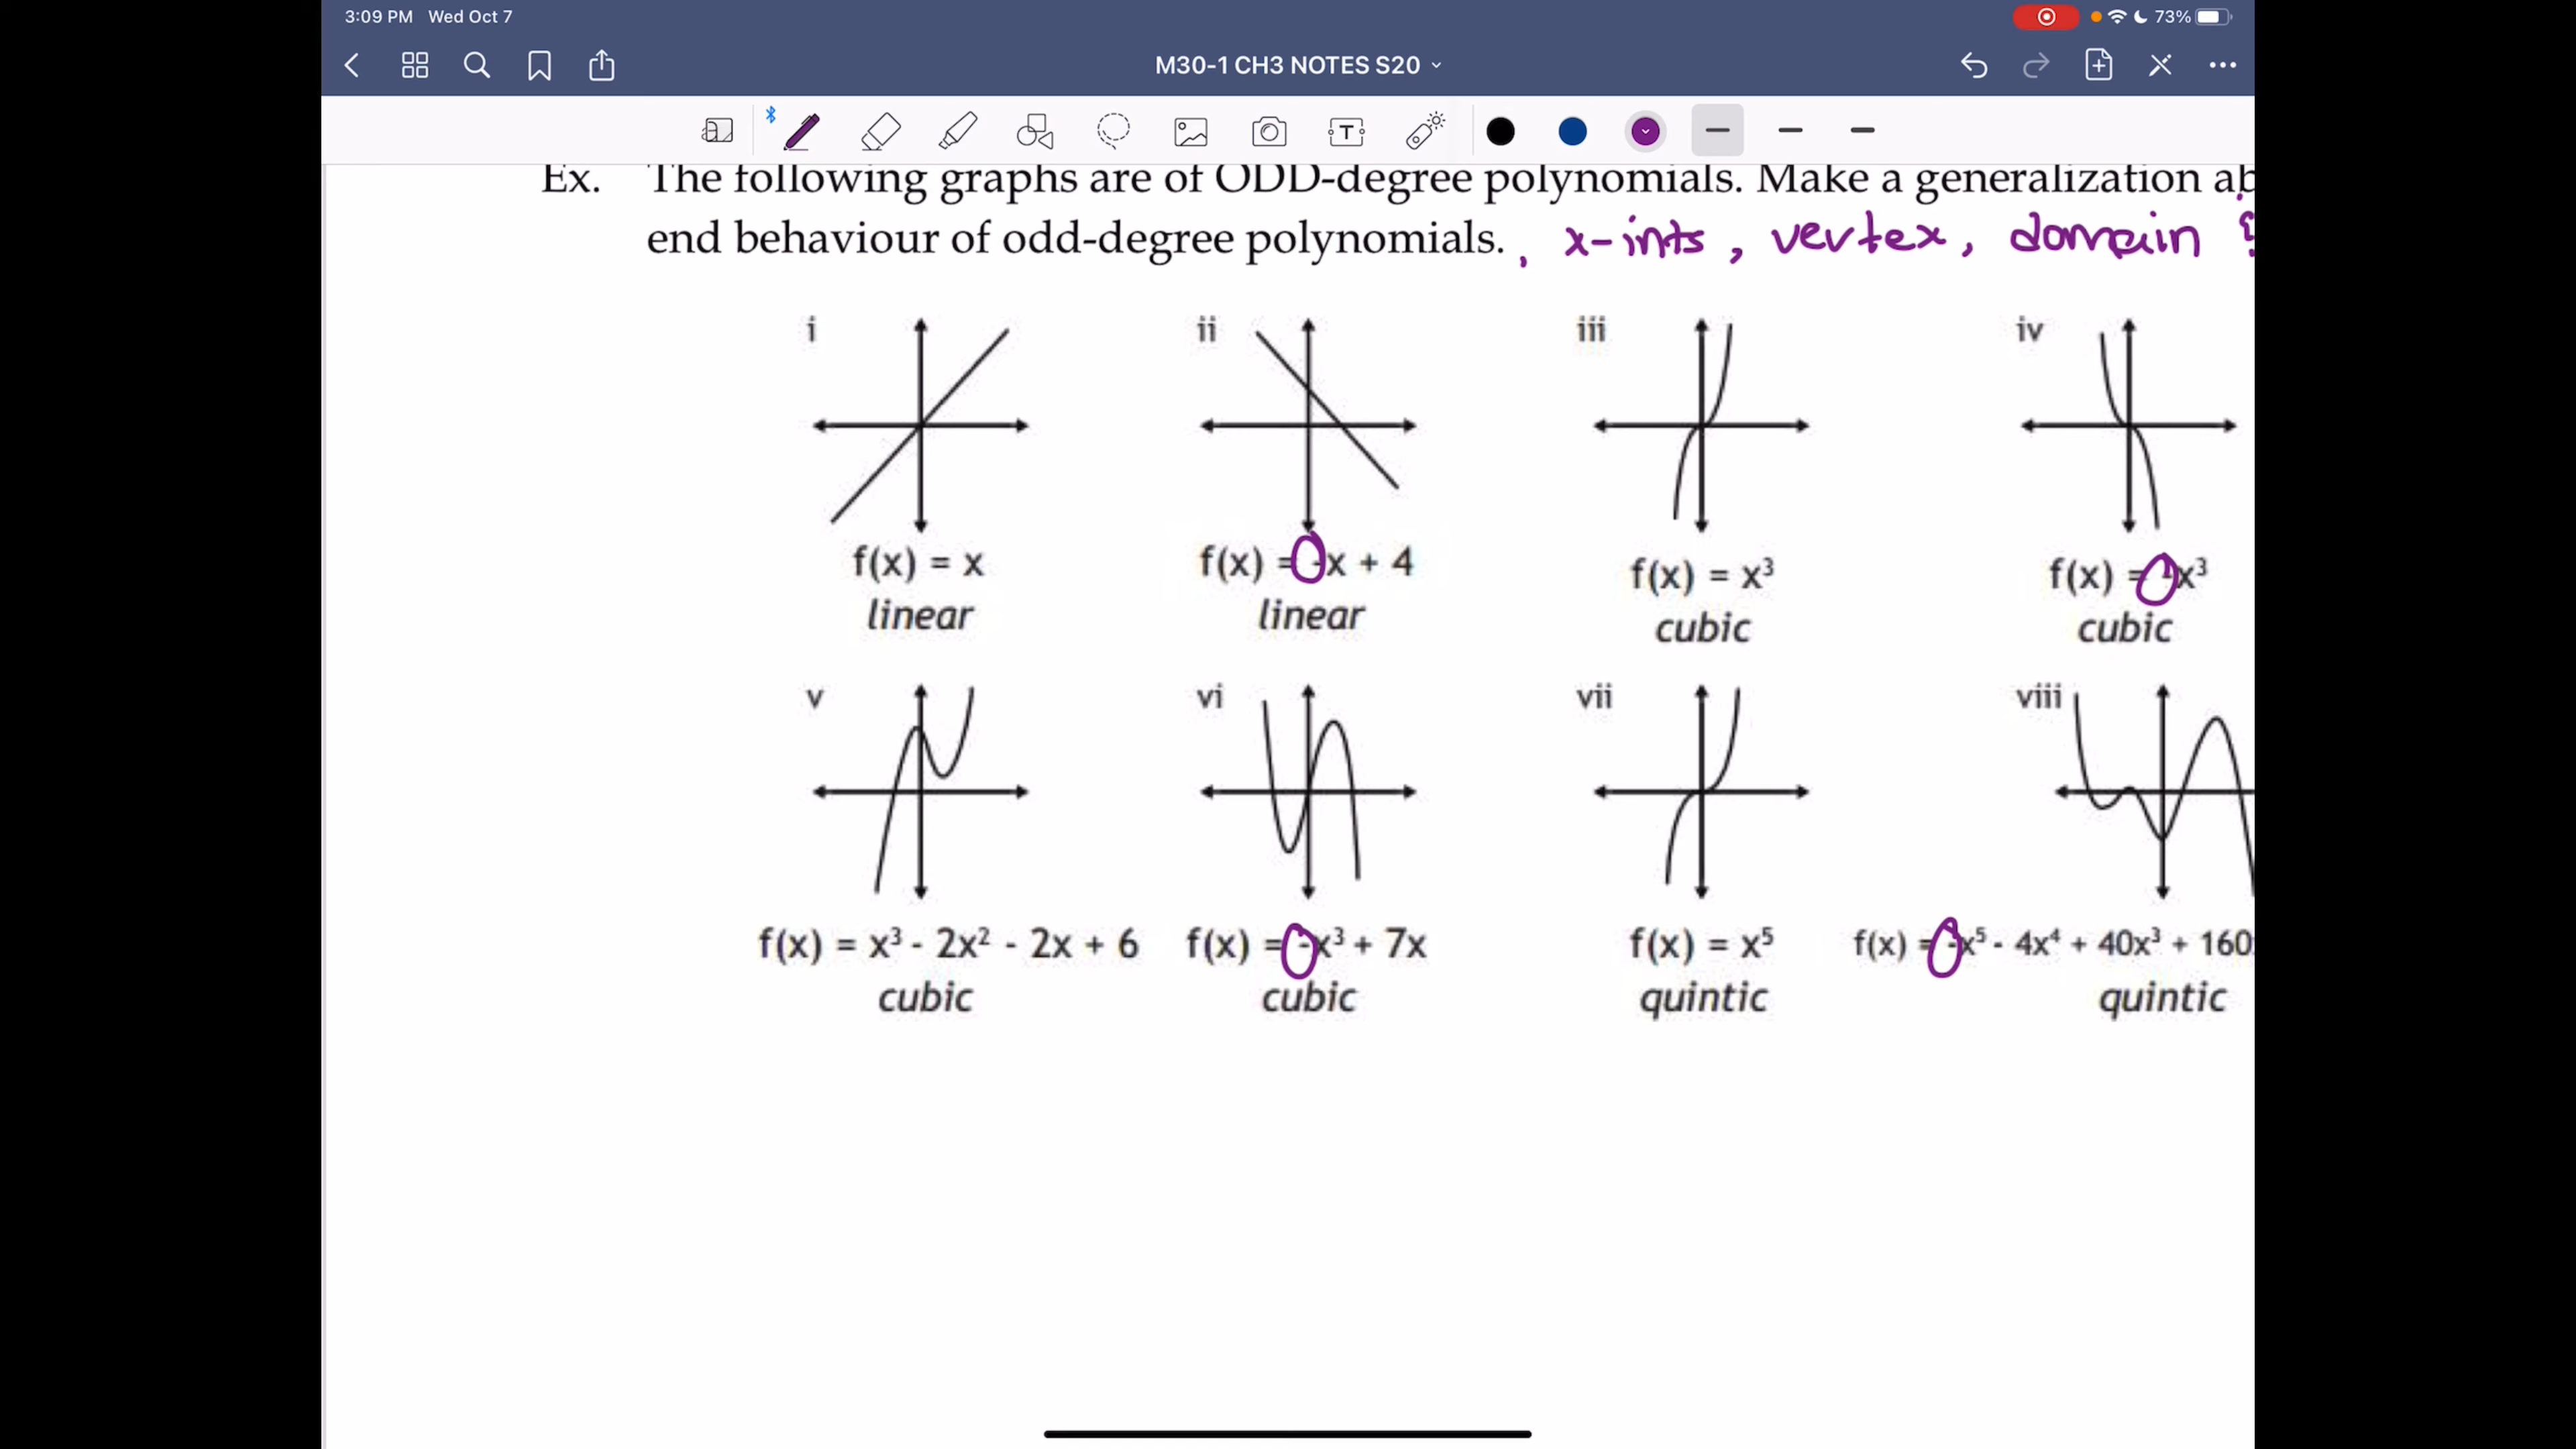 3:09 PM Wed Oct 7
73%
M30-1 CH3 NOTES S20
Ex. The following graphs are of ODD-degree polynomials. Make a generalization
end behaviour of odd-degree polynomials. , x-ints , vertex , domain
i ii iii iv
f(x) = x f(x) = -x + 4 f(x) = x³ f(x) = -x³
linear linear cubic cubic
v vi vii viii
f(x) = x³ - 2x² - 2x + 6 f(x) = -x³ + 7x f(x) = x⁵ f(x) = -x⁵ - 4x⁴ + 40x³ + 160
cubic cubic quintic quintic